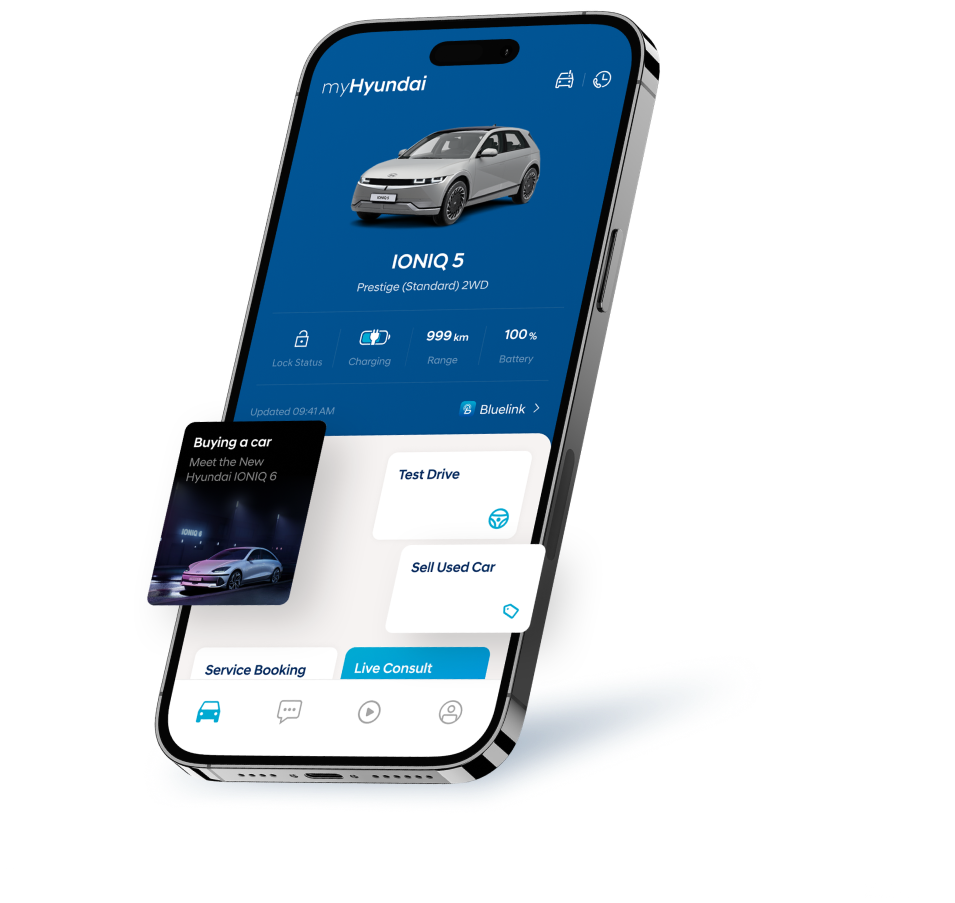 myHyundai
IONIQ 5
IONIQ 5
Prestige (Standard) 2WD
Lock Status
Charging
999 km
Range
100 %
Battery
Updated 09:41 AM
Bluelink
Buying a car
Meet the New
Hyundai IONIQ 6
IONIQ 6
Test Drive
Sell Used Car
Service Booking
Live Consult